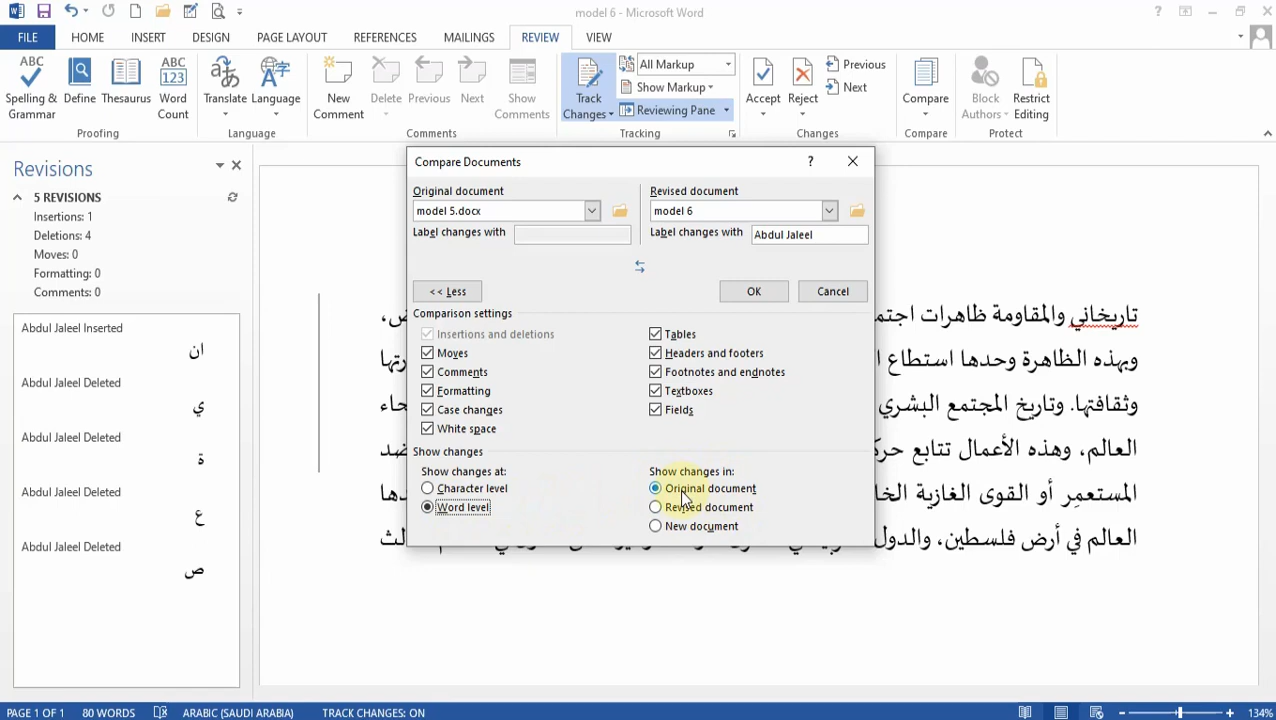 model 6 - Microsoft Word
FILE HOME INSERT DESIGN PAGE LAYOUT REFERENCES MAILINGS REVIEW VIEW
ABC
Spelling & Grammar
Define
Thesaurus
ABC 123
Word Count
Proofing
Translate
Language
Language
New Comment
Delete
Previous
Next
Show Comments
Comments
Track Changes
All Markup
Show Markup
Reviewing Pane
Tracking
Accept
Reject
Previous
Next
Changes
Compare
Compare
Block Authors
Restrict Editing
Protect
Revisions
5 REVISIONS
Insertions: 1
Deletions: 4
Moves: 0
Formatting: 0
Comments: 0
Abdul Jaleel Inserted
ان
Abdul Jaleel Deleted
ي
Abdul Jaleel Deleted
ة
Abdul Jaleel Deleted
ع
Abdul Jaleel Deleted
ص
Compare Documents
?
Original document
model 5.docx
Label changes with
Revised document
model 6
Label changes with Abdul Jaleel
<< Less
OK
Cancel
Comparison settings
Insertions and deletions
Moves
Comments
Formatting
Case changes
White space
Tables
Headers and footers
Footnotes and endnotes
Textboxes
Fields
Show changes
Show changes at:
Character level
Word level
Show changes in:
Original document
Revised document
New document
تاريخاني والمقاومة ظاهرات
وبهذه الظاهرة وحدها استطاع
وثقافتها. وتاريخ المجتمع البشري
العالم، وهذه الأعمال تتابع
المستعمِر أو القوى الغازية
العالم في أرض فلسطين، والدول
PAGE 1 OF 1 80 WORDS ARABIC (SAUDI ARABIA) TRACK CHANGES: ON 134%